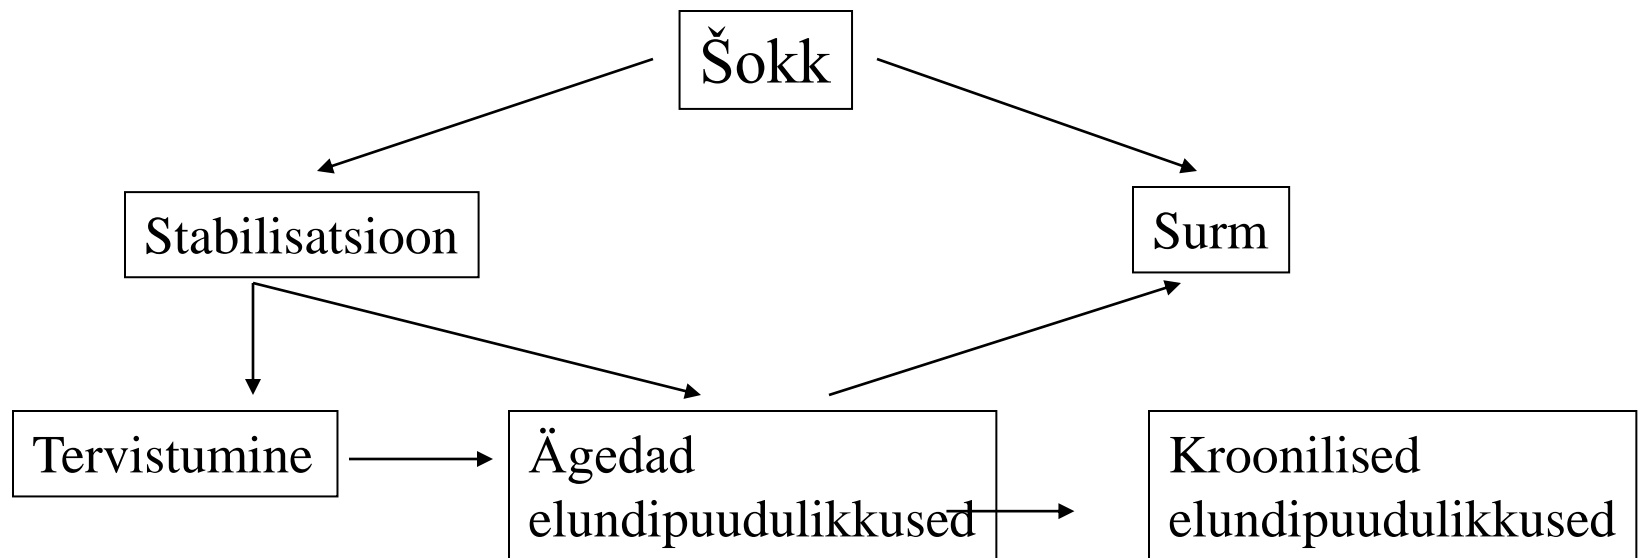 Šokk
Stabilisatsioon
Surm
Tervistumine
Ägedad
elundipuudulikkused
Kroonilised
elundipuudulikkused